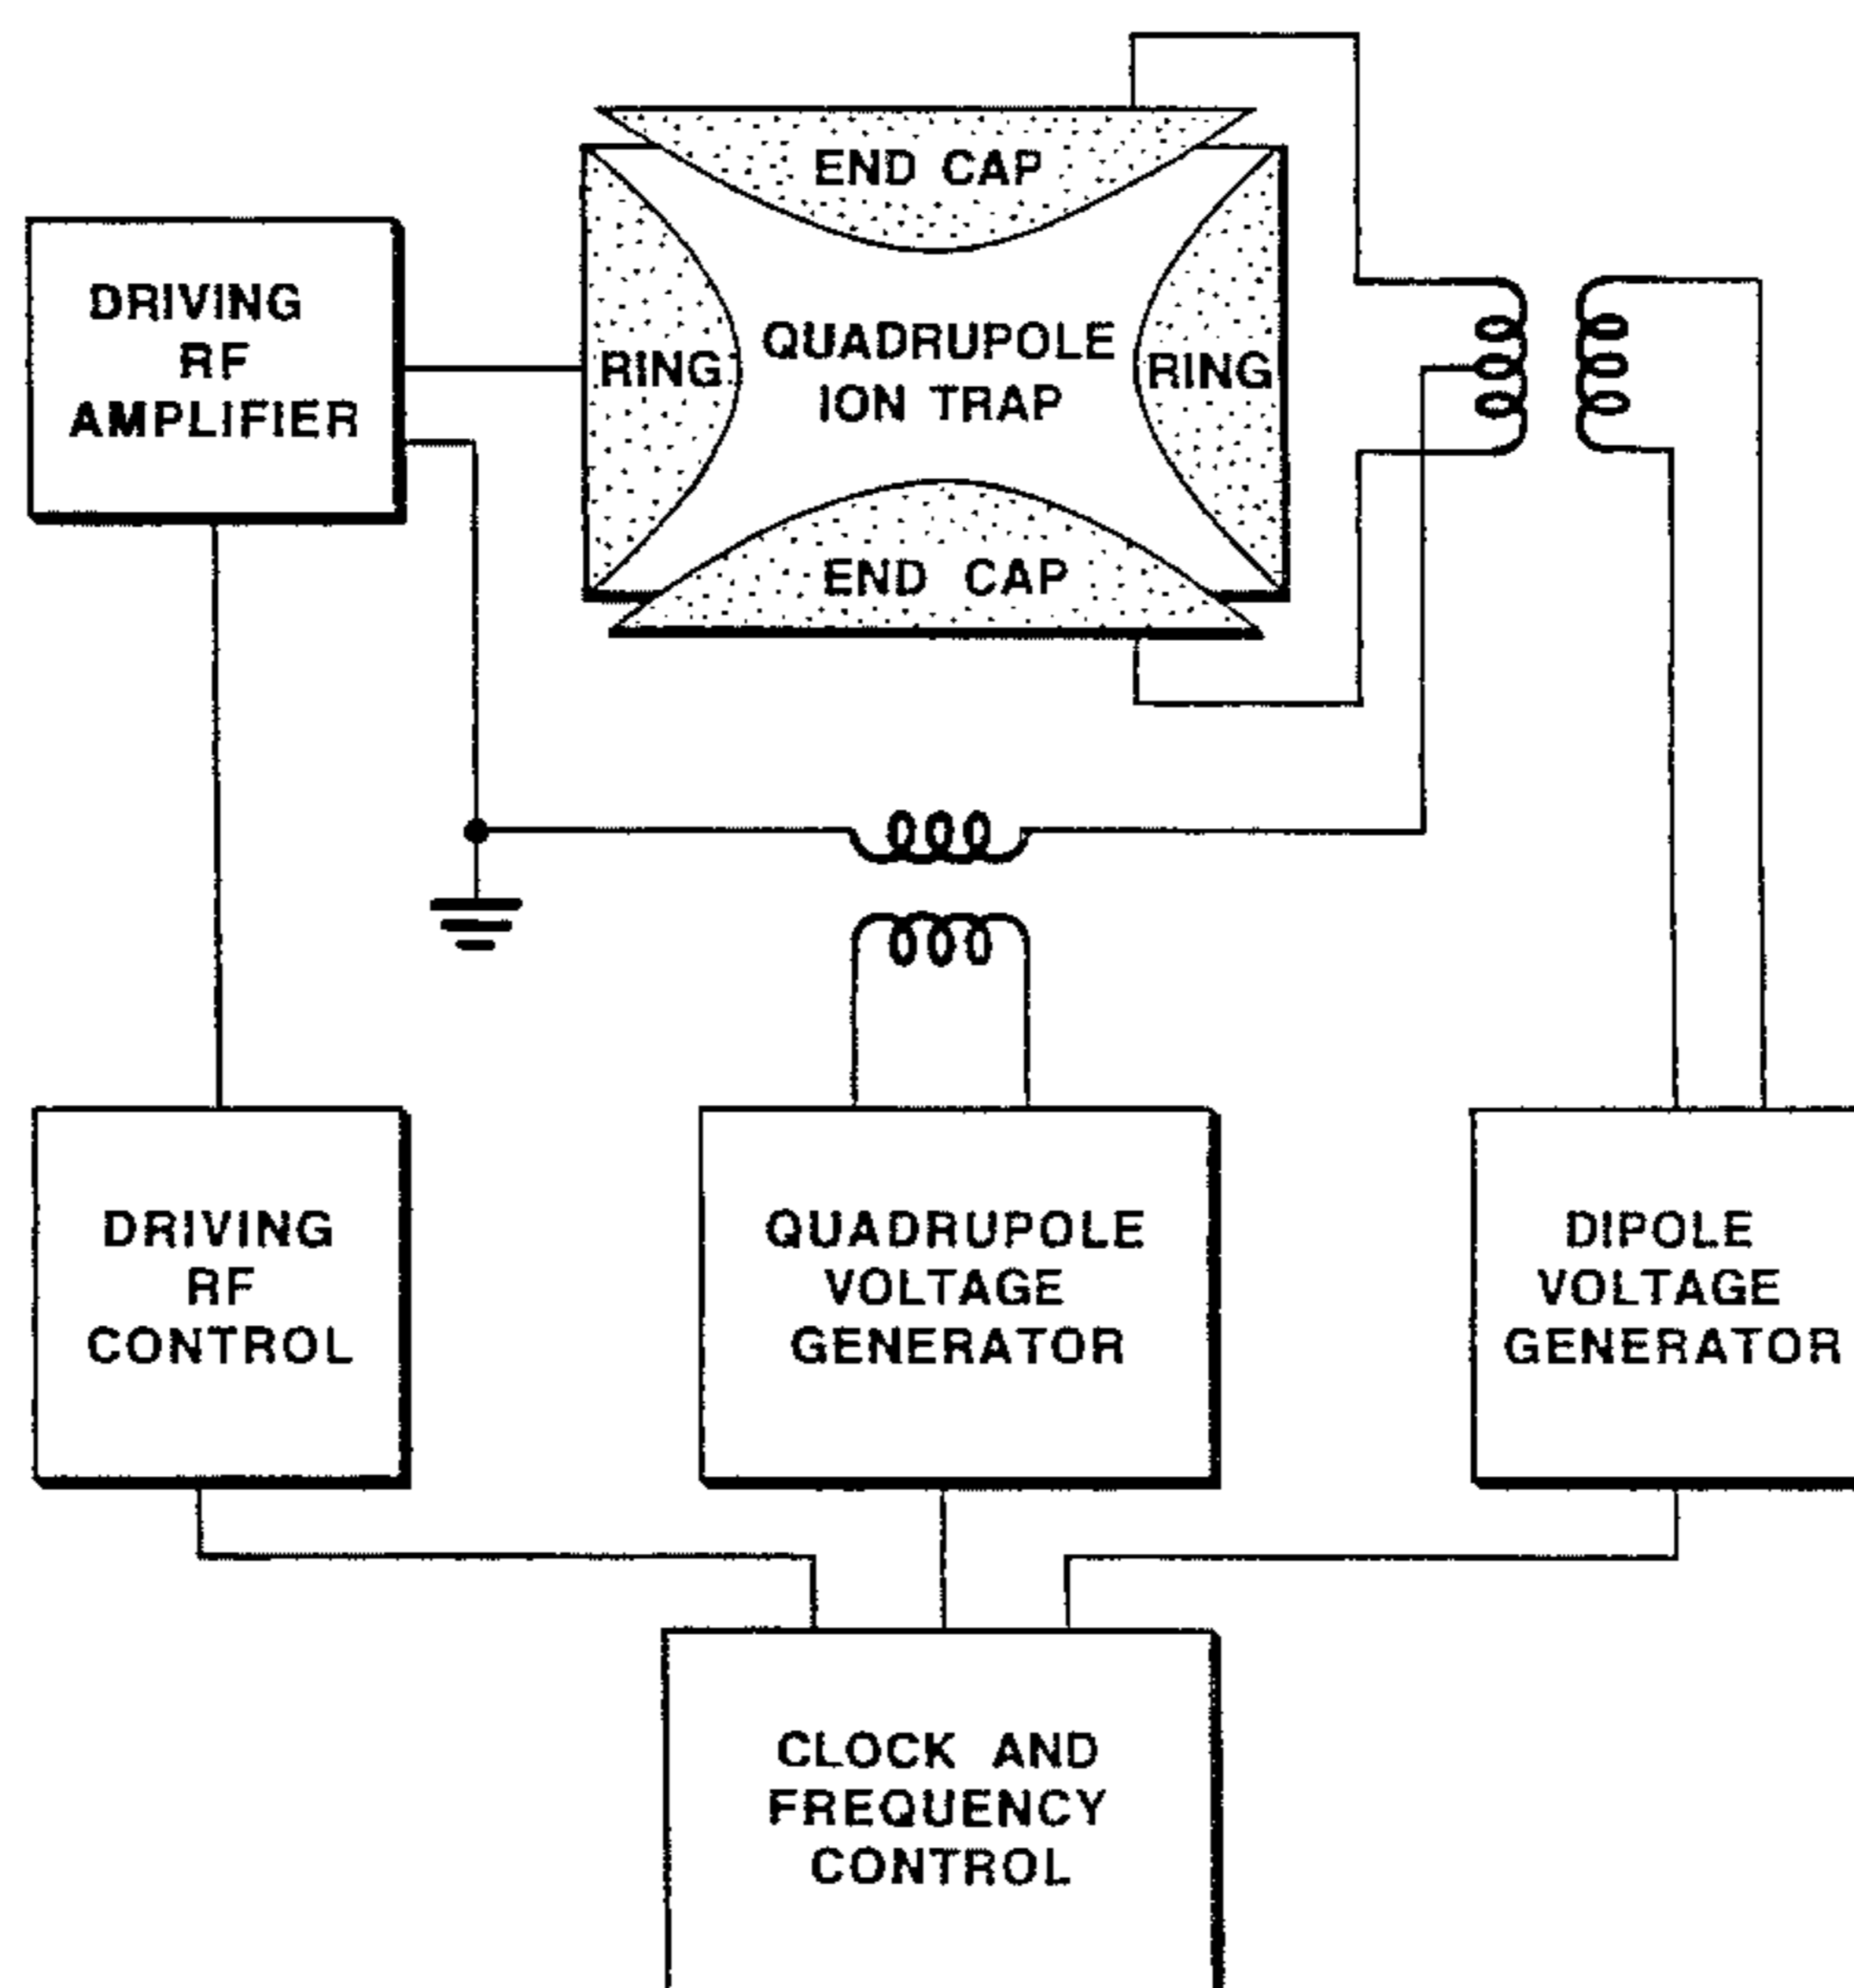 END CAP
DRIVING
RF
AMPLIFIER
RING
QUADRUPOLE
ION TRAP
RING
END CAP
DRIVING
RF
CONTROL
QUADRUPOLE
VOLTAGE
GENERATOR
DIPOLE
VOLTAGE
GENERATOR
CLOCK AND
FREQUENCY
CONTROL